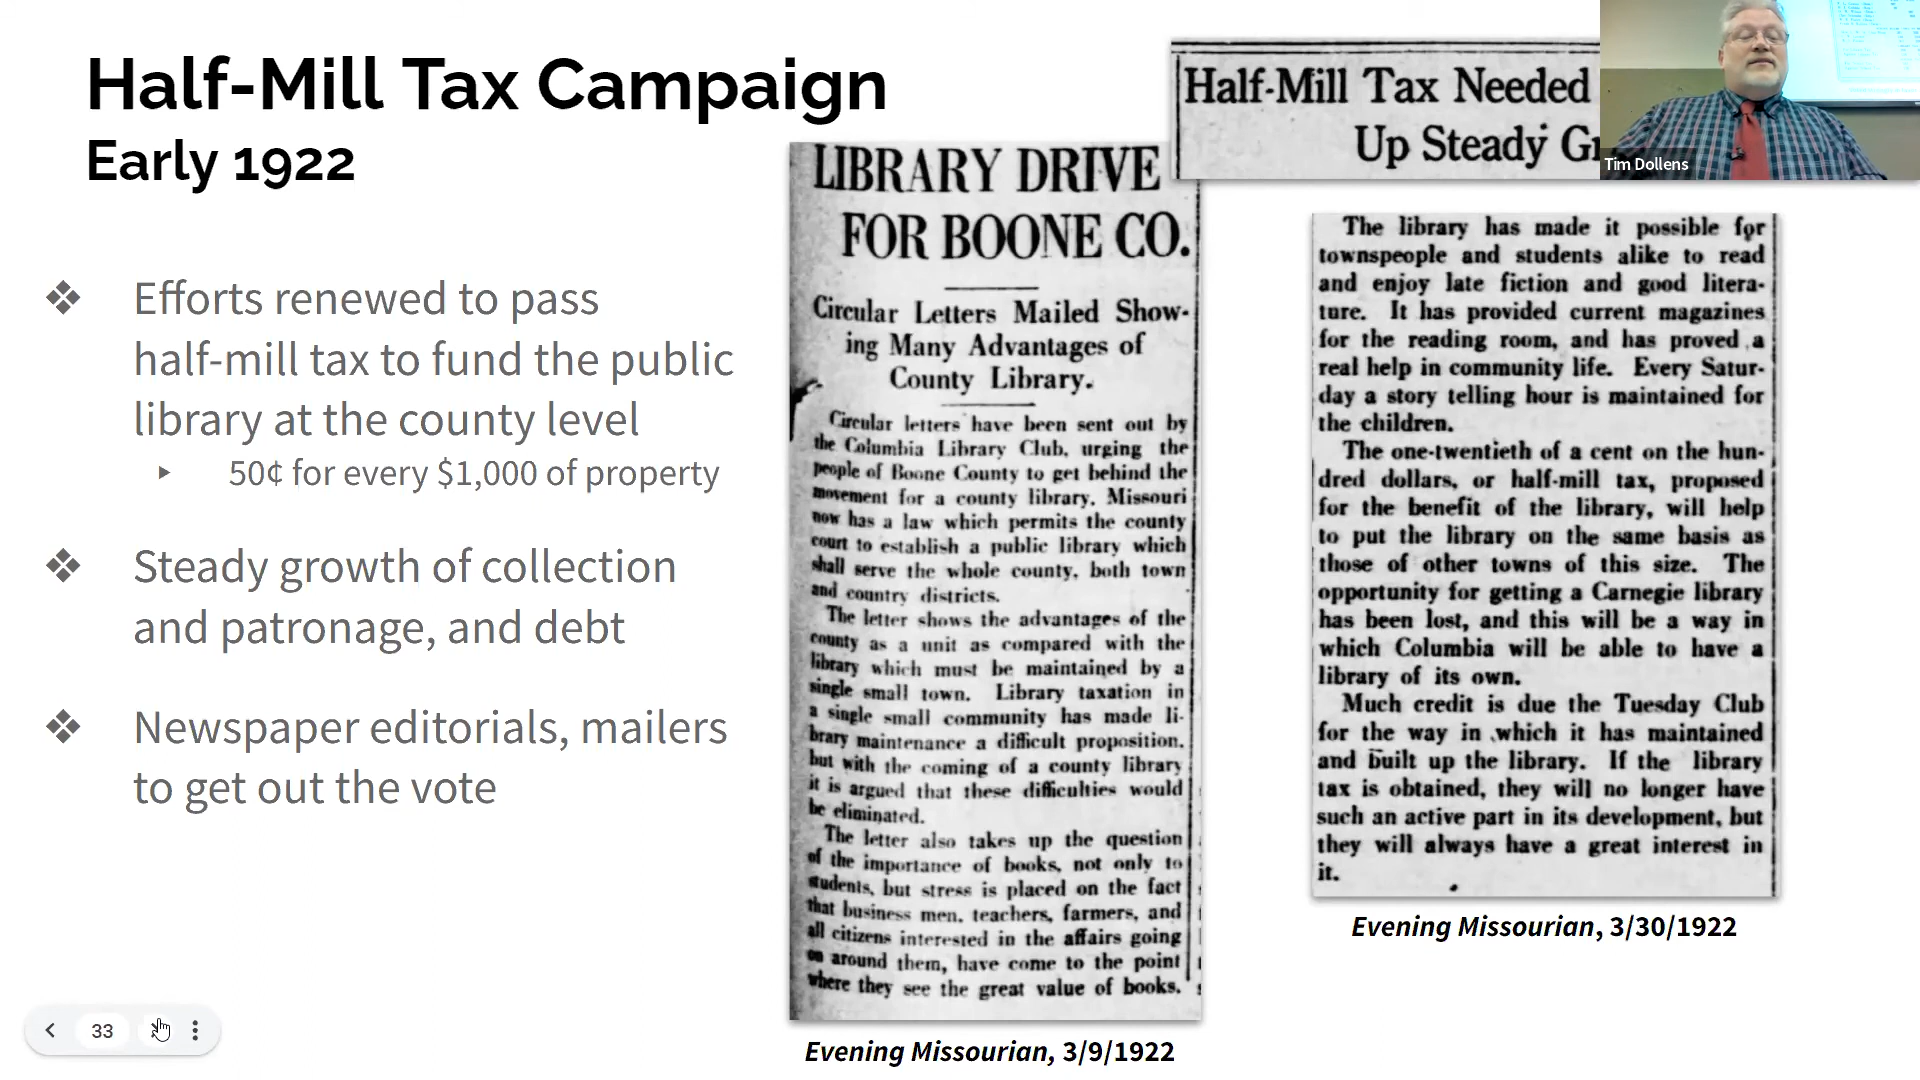 Half-Mill Tax Campaign
Early 1922
❖ Efforts renewed to pass
half-mill tax to fund the public
library at the county level
‣ 50¢ for every $1,000 of property
❖ Steady growth of collection
and patronage, and debt
❖ Newspaper editorials, mailers
to get out the vote
LIBRARY DRIVE
FOR BOONE CO.
Circular Letters Mailed Show-
ing Many Advantages of
County Library.
Circular letters have been sent out by
the Columbia Library Club, urging the
people of Boone County to get behind the
movement for a county library. Missouri
now has a law which permits the county
court to establish a public library which
shall serve the whole county, both town
and country districts.
The letter shows the advantages of the
county as a unit as compared with the
library which must be maintained by a
single small town. Library taxation in
a single small community has made li-
brary maintenance a difficult proposition,
but with the coming of a county library
it is argued that these difficulties would
be eliminated.
The letter also takes up the question
of the importance of books, not only to
students, but stress is placed on the fact
that business men, teachers, farmers, and
all citizens interested in the affairs going
on around them, have come to the point
where they see the great value of books.
Evening Missourian, 3/9/1922
Half-Mill Tax Needed
Up Steady Gr
Tim Dollens
The library has made it possible for
townspeople and students alike to read
and enjoy late fiction and good litera-
ture. It has provided current magazines
for the reading room, and has proved a
real help in community life. Every Satur-
day a story telling hour is maintained for
the children.
The one-twentieth of a cent on the hun-
dred dollars, or half-mill tax, proposed
for the benefit of the library, will help
to put the library on the same basis as
those of other towns of this size. The
opportunity for getting a Carnegie library
has been lost, and this will be a way in
which Columbia will be able to have a
library of its own.
Much credit is due the Tuesday Club
for the way in which it has maintained
and built up the library. If the library
tax is obtained, they will no longer have
such an active part in its development, but
they will always have a great interest in
it.
Evening Missourian, 3/30/1922
33